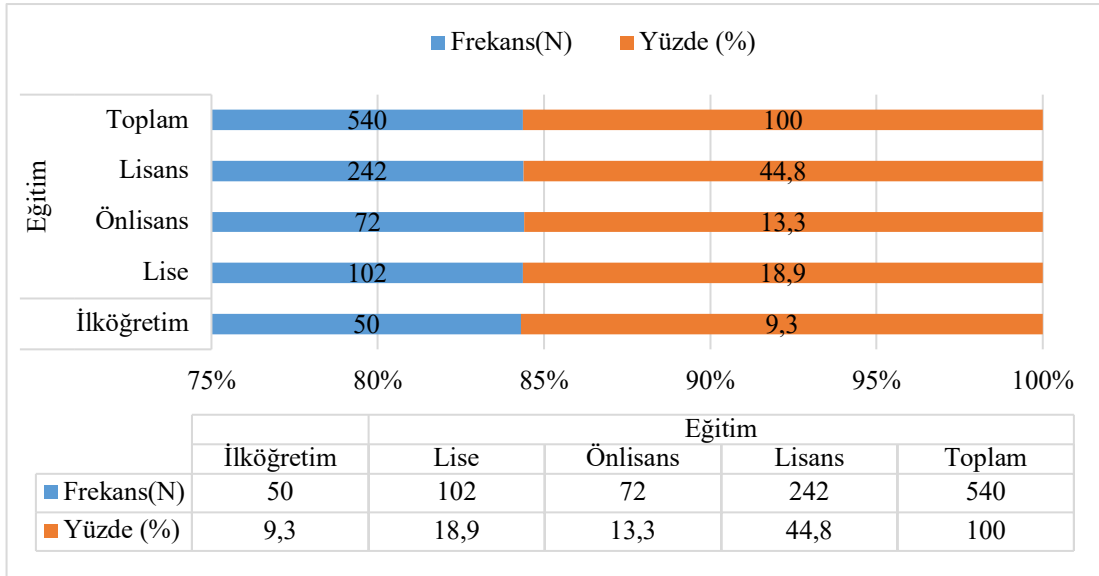 Frekans(N) Yüzde (%)
Eğitim
Toplam 540 100
Lisans 242 44,8
Önlisans 72 13,3
Lise 102 18,9
İlköğretim 50 9,3
75% 80% 85% 90% 95% 100%
Eğitim
İlköğretim Lise Önlisans Lisans Toplam
Frekans(N) 50 102 72 242 540
Yüzde (%) 9,3 18,9 13,3 44,8 100